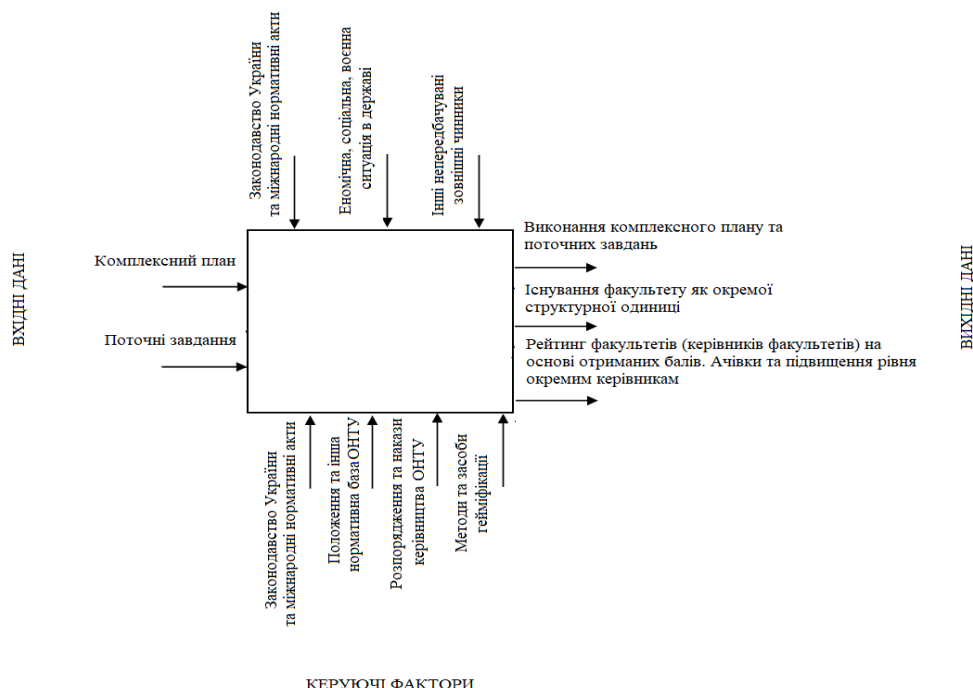 Законодавство України
та міжнародні нормативні акти
Еномічна, соціальна, воєнна
ситуація в державі
Інші непередбачувані
зовнішні чинники
ВХІДНІ ДАНІ
Комплексний план
Поточні завдання
Виконання комплексного плану та
поточних завдань
Існування факультету як окремої
структурної одиниці
Рейтинг факультетів (керівників факультетів) на
основі отриманих балів. Ачівки та підвищення рівня
окремим керівникам
ВИХІДНІ ДАНІ
Законодавство України
та міжнародні нормативні акти
Положення та інша
нормативна база ОНТУ
Розпорядження та накази
керівництва ОНТУ
Методи та засоби
гейміфікації
КЕРУЮЧІ ФАКТОРИ